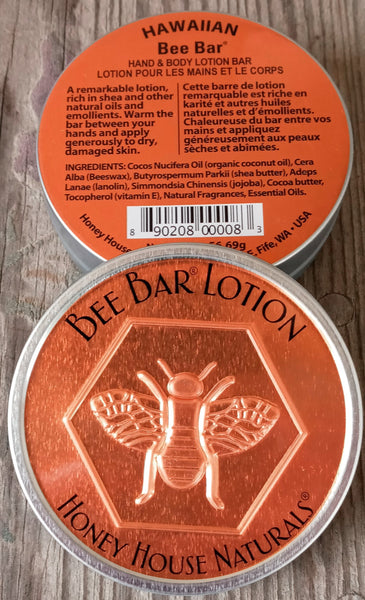 HAWAIIAN
Bee Bar®
HAND & BODY LOTION BAR
LOTION POUR LES MAINS ET LE CORPS
A remarkable lotion,
rich in shea and other
natural oils and
emollients. Warm the
bar between your
hands and apply
generously to dry,
damaged skin.
Cette barre de lotion
remarquable est riche en
karité et autres huiles
naturelles et d'émollients.
Chaleureuse du bar entre vos
mains et appliquez
généreusement aux peaux
sèches et abimées.
INGREDIENTS: Cocos Nucifera Oil (organic coconut oil), Cera
Alba (Beeswax), Butyrospermum Parkii (shea butter), Adeps
Lanae (lanolin), Simmondsia Chinensis (jojoba), Cocoa butter,
Tocopherol (vitamin E), Natural Fragrances, Essential Oils.
8 90208 00008 3
Honey House 69g
Fife, WA • USA
BEE BAR® LOTION
HONEY HOUSE NATURALS®